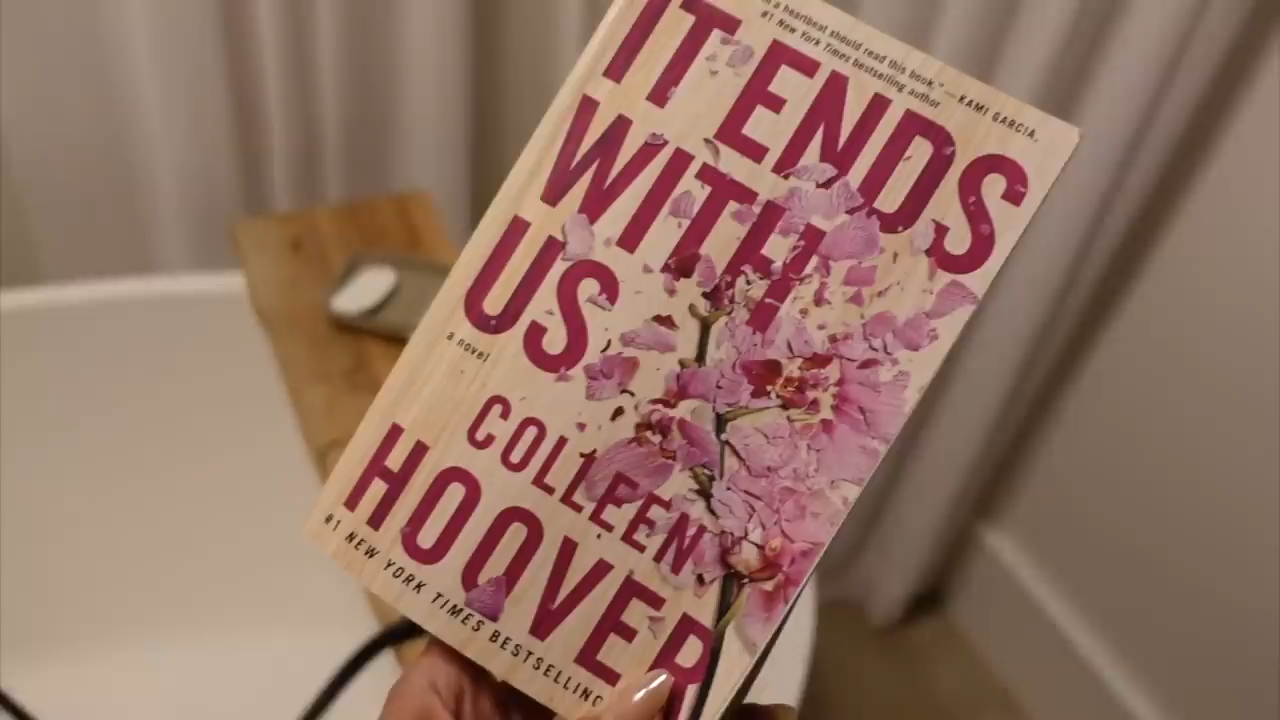 in a heartbeat should read this book." —KAMI GARCIA,
#1 New York Times bestselling author
IT ENDS
WITH
US
a novel
COLLEEN
HOOVER
#1 NEW YORK TIMES BESTSELLING